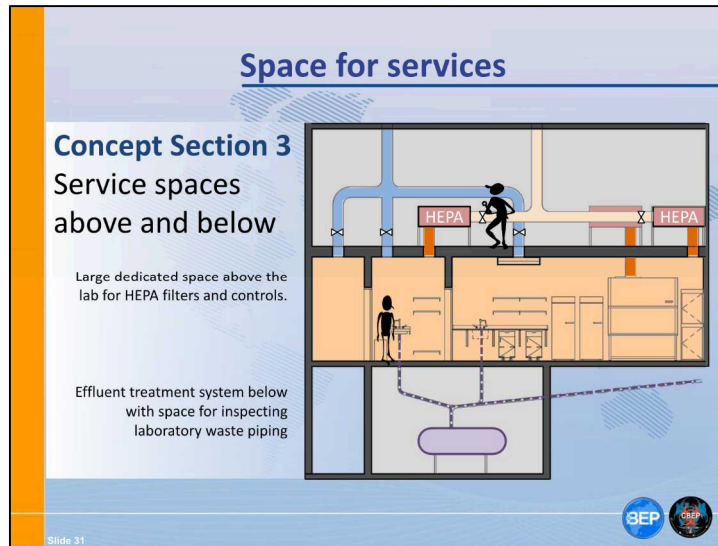 Space for services
Concept Section 3
Service spaces
above and below
Large dedicated space above the
lab for HEPA filters and controls.
HEPA
HEPA
Effluent treatment system below
with space for inspecting
laboratory waste piping
BEP
CBEP
Slide 31